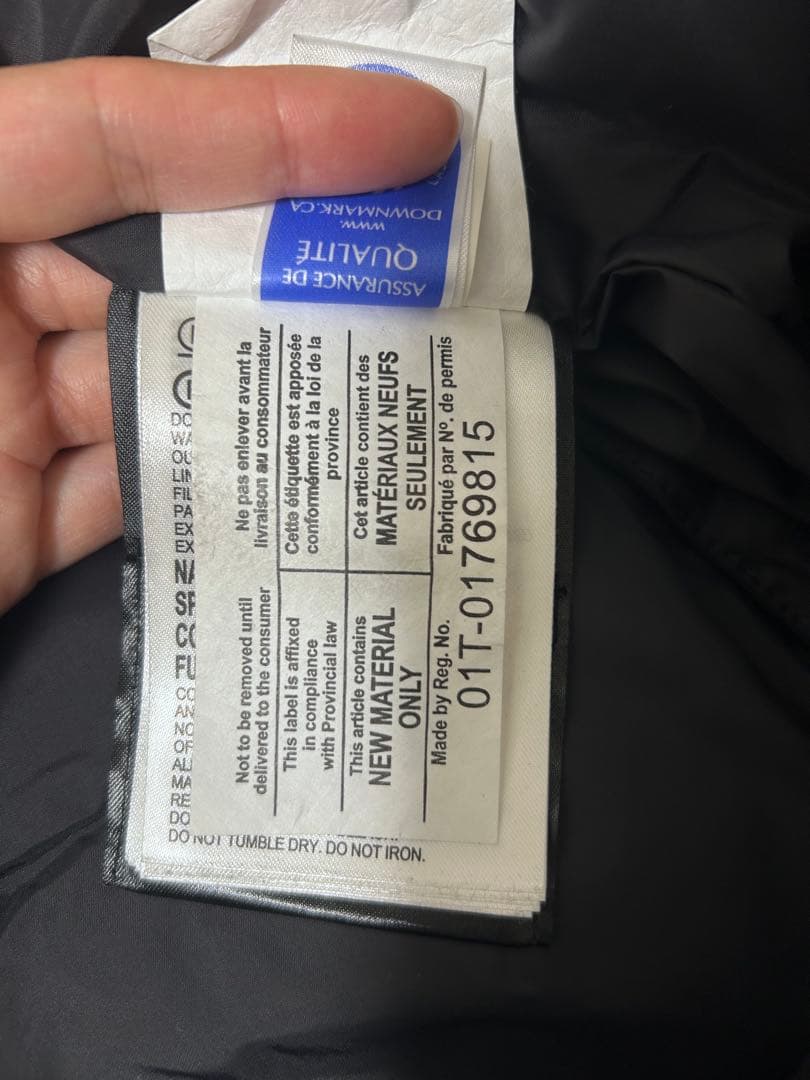 ASSURANCE DE
QUALITÉ
WWW.
DOWNMARK.CA
Not to be removed until
delivered to the consumer
Ne pas enlever avant la
livraison au consommateur
This label is affixed
in compliance
with Provincial law
Cette étiquette est apposée
conformément à la loi de la
province
This article contains
NEW MATERIAL
ONLY
Cet article contient des
MATÉRIAUX NEUFS
SEULEMENT
Made by Reg. No.
Fabriqué par Nº. de permis
01T-01769815
DO NOT TUMBLE DRY. DO NOT IRON.